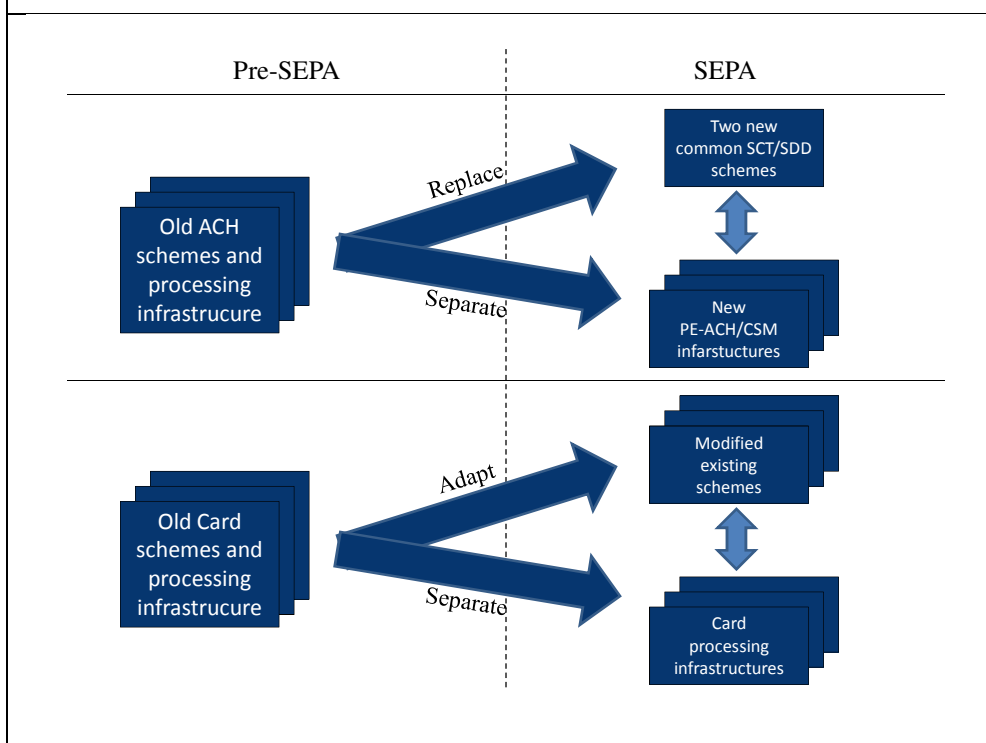 Pre-SEPA
SEPA
Old ACH
schemes and
processing
infrastrucure
Replace
Separate
Two new
common SCT/SDD
schemes
New
PE-ACH/CSM
infarstuctures
Old Card
schemes and
processing
infrastrucure
Adapt
Separate
Modified
existing
schemes
Card
processing
infrastructures